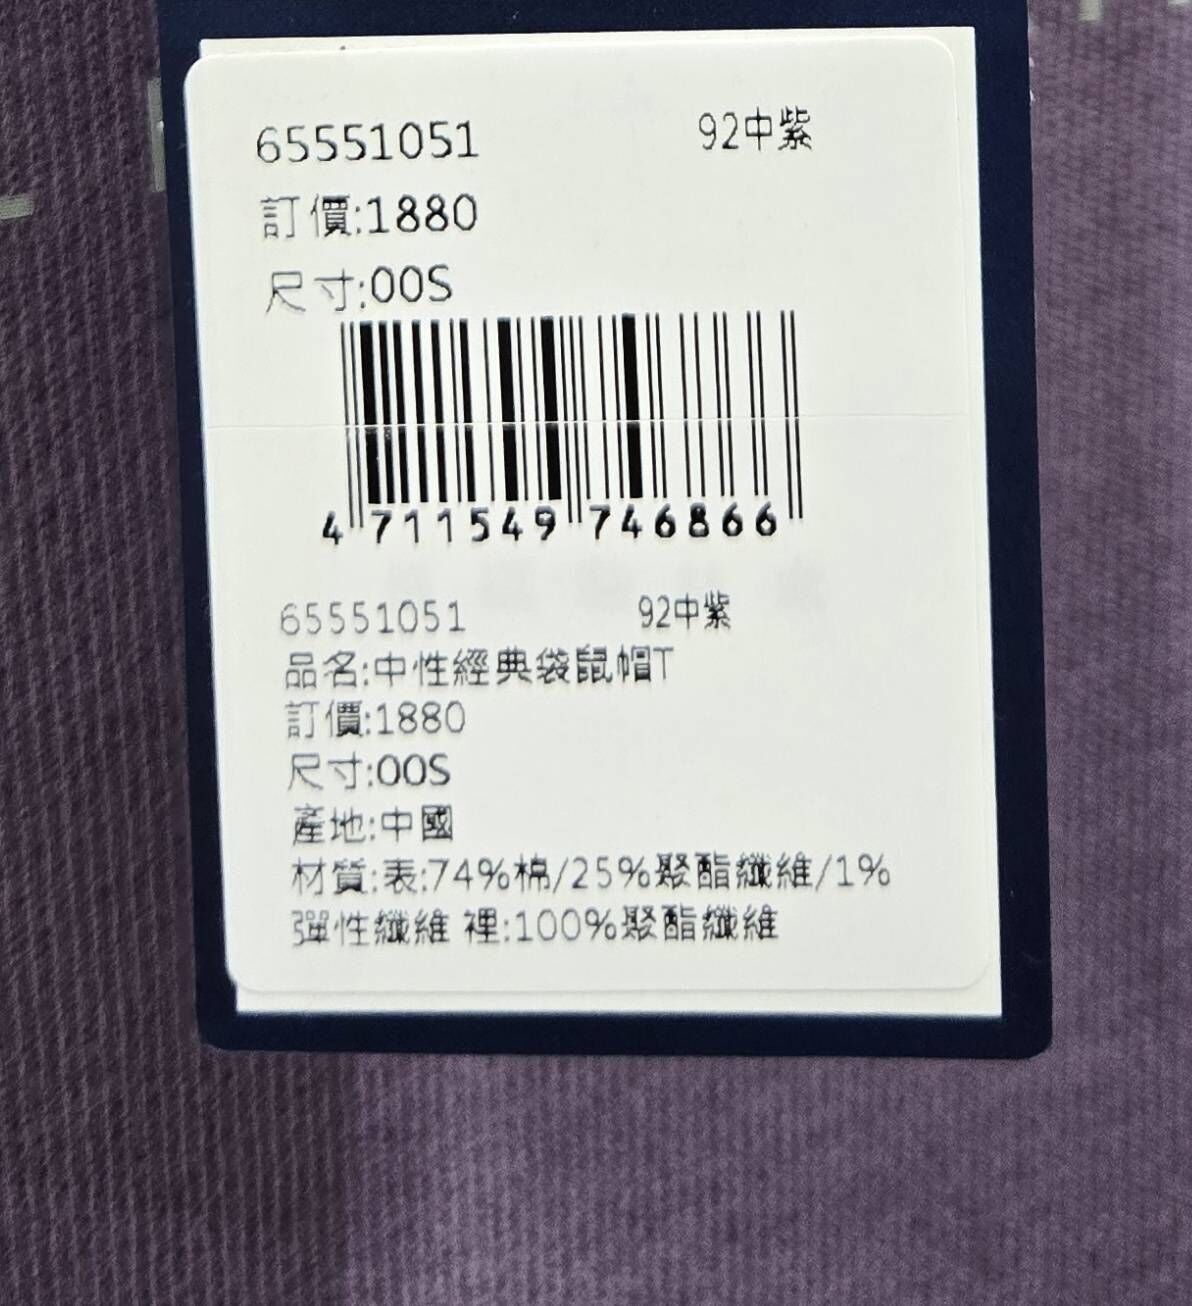 65551051 92中紫
訂價:1880
尺寸:00S
4 711549 746866
65551051 92中紫
品名:中性經典袋鼠帽T
訂價:1880
尺寸:00S
產地:中國
材質:表:74%棉/25%聚酯纖維/1%
彈性纖維 裡:100%聚酯纖維